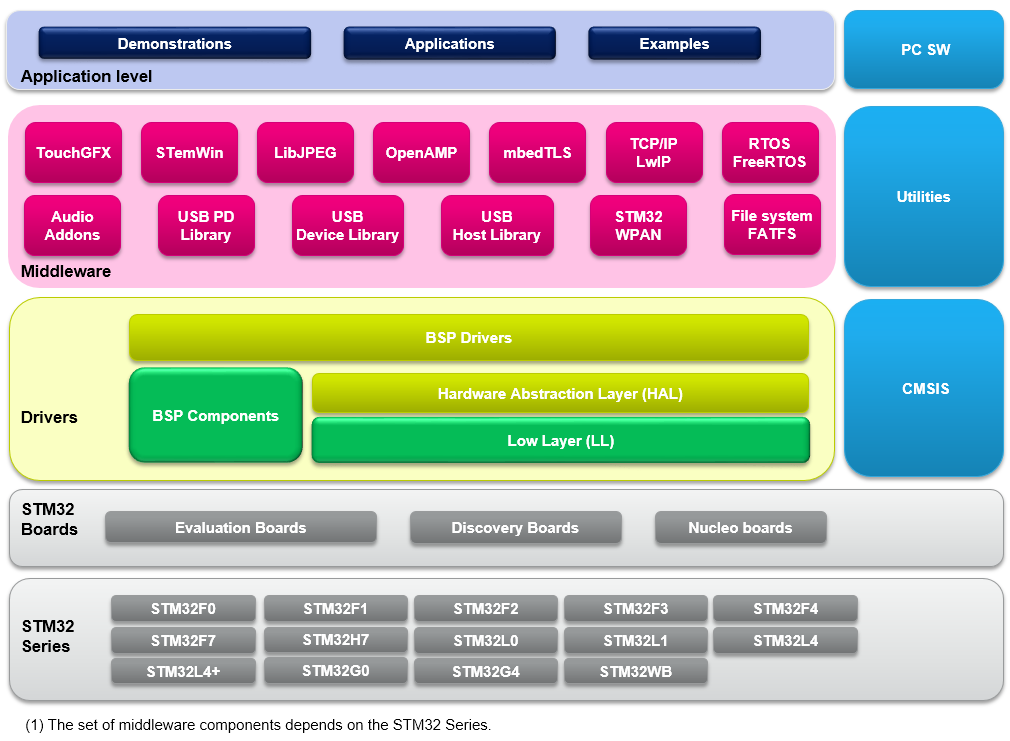 Demonstrations
Applications
Examples
Application level
PC SW
TouchGFX
STemWin
LibJPEG
OpenAMP
mbedTLS
TCP/IP
LwIP
RTOS
FreeRTOS
Audio
Addons
USB PD
Library
USB
Device Library
USB
Host Library
STM32
WPAN
File system
FATFS
Middleware
Utilities
Drivers
BSP Drivers
BSP Components
Hardware Abstraction Layer (HAL)
Low Layer (LL)
CMSIS
STM32
Boards
Evaluation Boards
Discovery Boards
Nucleo boards
STM32
Series
STM32F0
STM32F1
STM32F2
STM32F3
STM32F4
STM32F7
STM32H7
STM32L0
STM32L1
STM32L4
STM32L4+
STM32G0
STM32G4
STM32WB
(1) The set of middleware components depends on the STM32 Series.